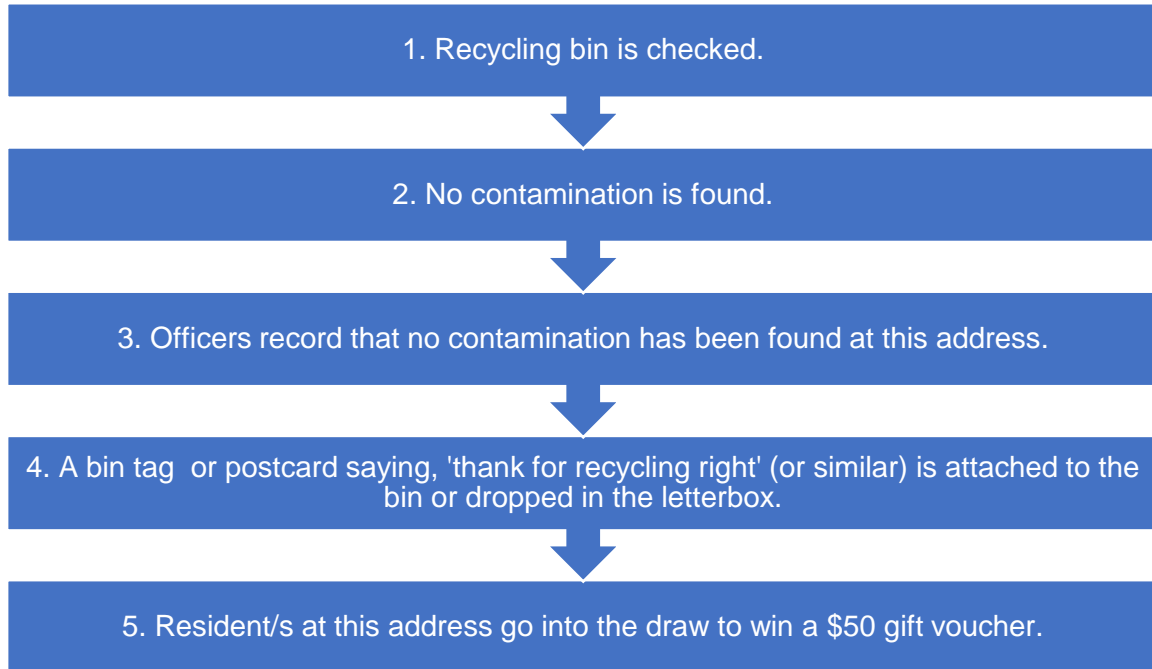 1. Recycling bin is checked.
2. No contamination is found.
3. Officers record that no contamination has been found at this address.
4. A bin tag  or postcard saying, 'thank for recycling right' (or similar) is attached to the
bin or dropped in the letterbox.
5. Resident/s at this address go into the draw to win a $50 gift voucher.